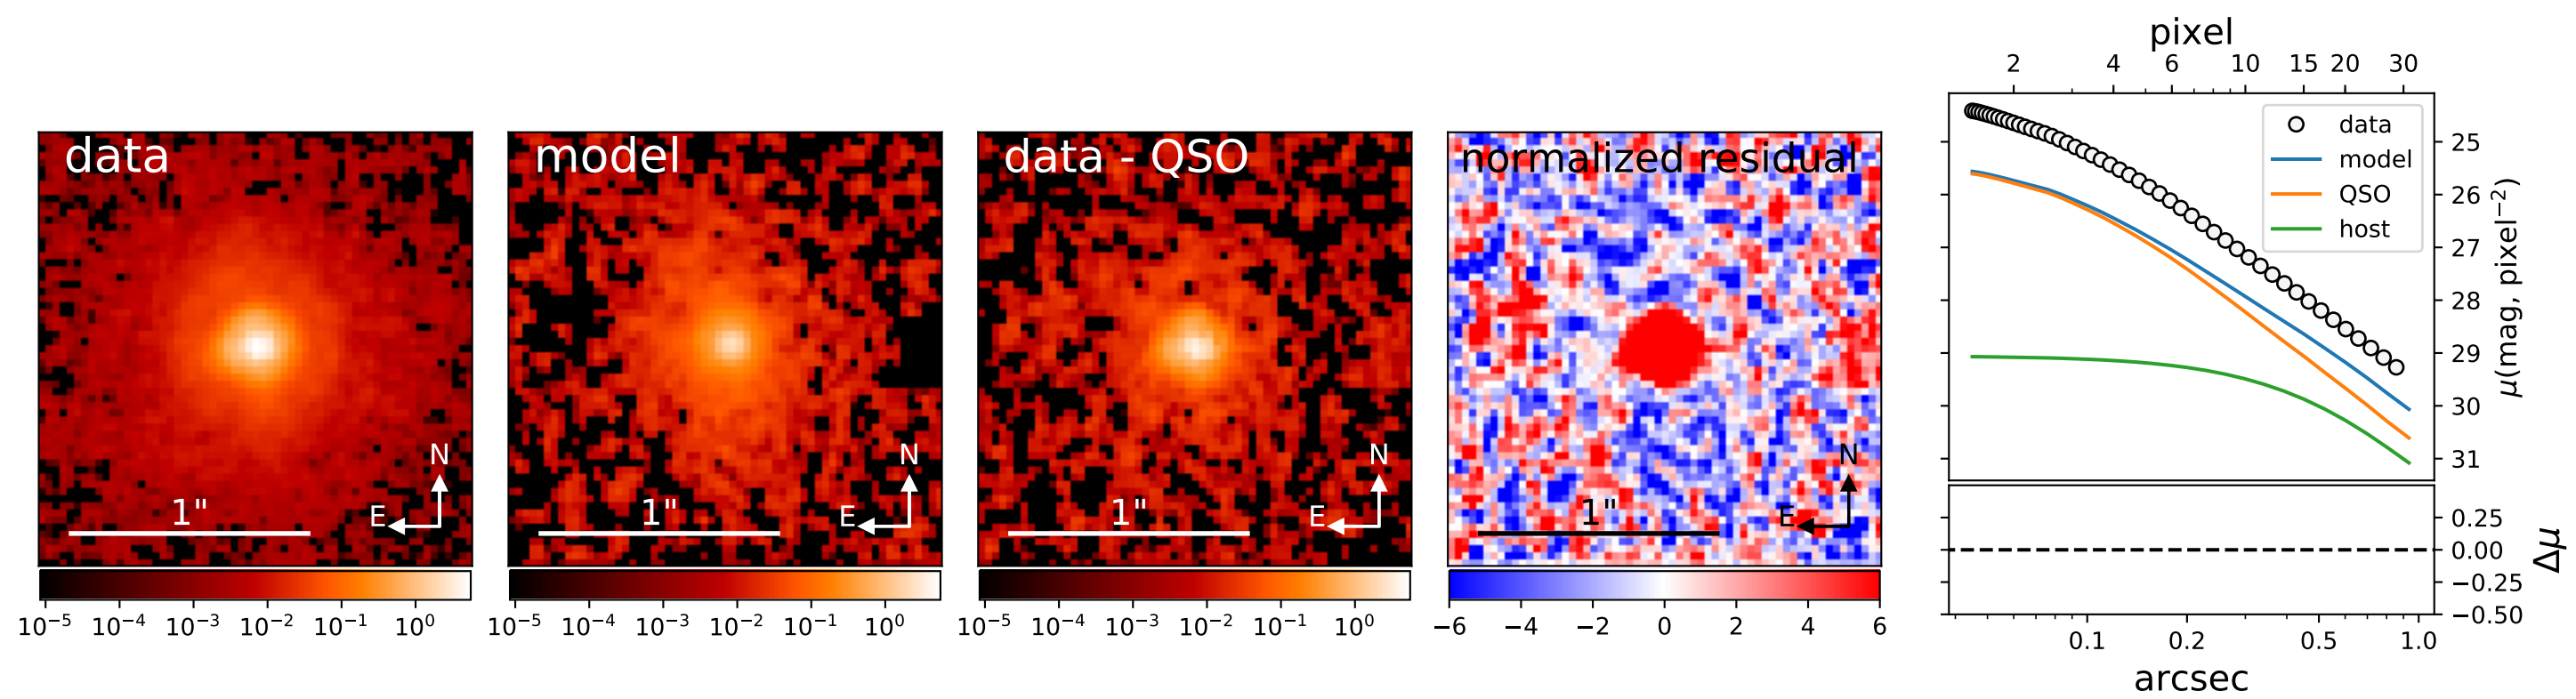 data
N
E
1"
10⁻⁵ 10⁻⁴ 10⁻³ 10⁻² 10⁻¹ 10⁰
model
N
E
1"
10⁻⁵ 10⁻⁴ 10⁻³ 10⁻² 10⁻¹ 10⁰
data - QSO
N
E
1"
10⁻⁵ 10⁻⁴ 10⁻³ 10⁻² 10⁻¹ 10⁰
normalized residual
N
E
1"
−6 −4 −2 0 2 4 6
pixel
2 4 6 10 15 20 30
data
model
QSO
host
25
26
27
28
29
30
31
μ(mag, pixel⁻²)
0.25
0.00
−0.25
−0.50
Δμ
0.1 0.2 0.5 1.0
arcsec